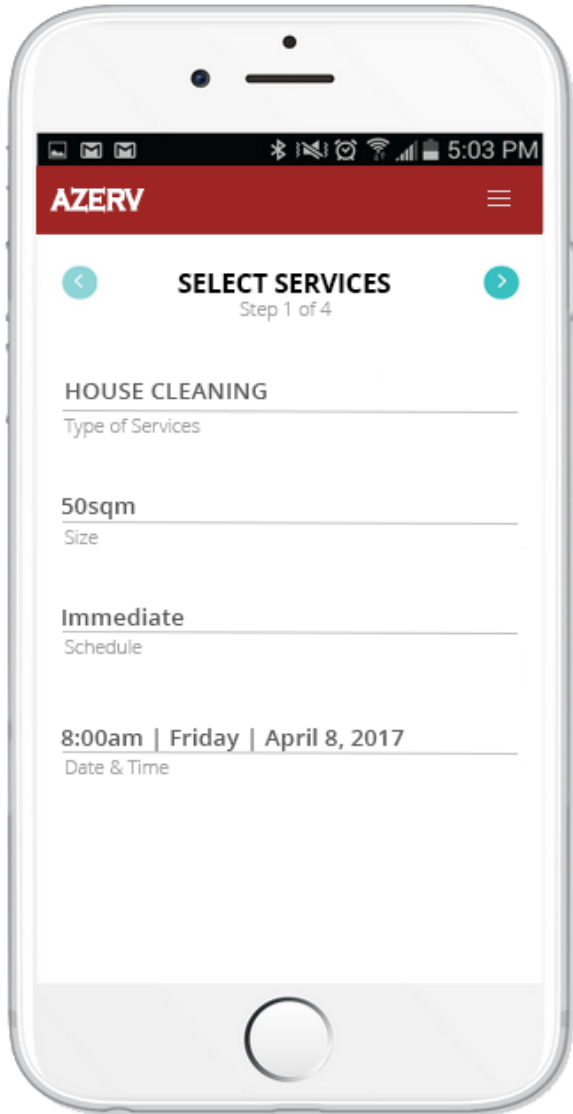 5:03 PM
AZERV
SELECT SERVICES
Step 1 of 4
HOUSE CLEANING
Type of Services
50sqm
Size
Immediate
Schedule
8:00am | Friday | April 8, 2017
Date & Time